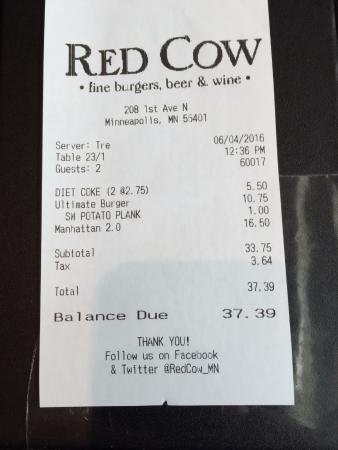 RED COW
• fine burgers, beer & wine •
208 1st Ave N
Minneapolis, MN 55401
Server: Tre 06/04/2016
Table 23/1 12:36 PM
Guests: 2 60017
DIET COKE (2 @2.75) 5.50
Ultimate Burger 10.75
SW POTATO PLANK 1.00
Manhattan 2.0 16.50
Subtotal 33.75
Tax 3.64
Total 37.39
Balance Due 37.39
THANK YOU!
Follow us on Facebook
& Twitter @RedCow_MN